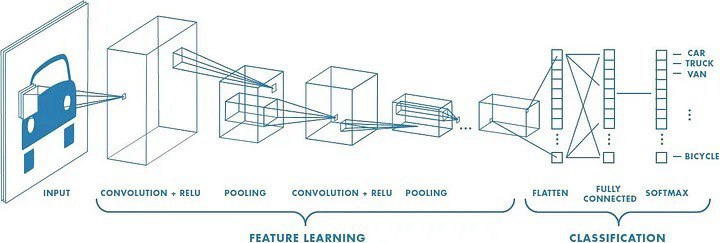 CAR
TRUCK
VAN
BICYCLE
INPUT
CONVOLUTION + RELU
POOLING
CONVOLUTION + RELU
POOLING
FLATTEN
FULLY
CONNECTED
SOFTMAX
FEATURE LEARNING
CLASSIFICATION